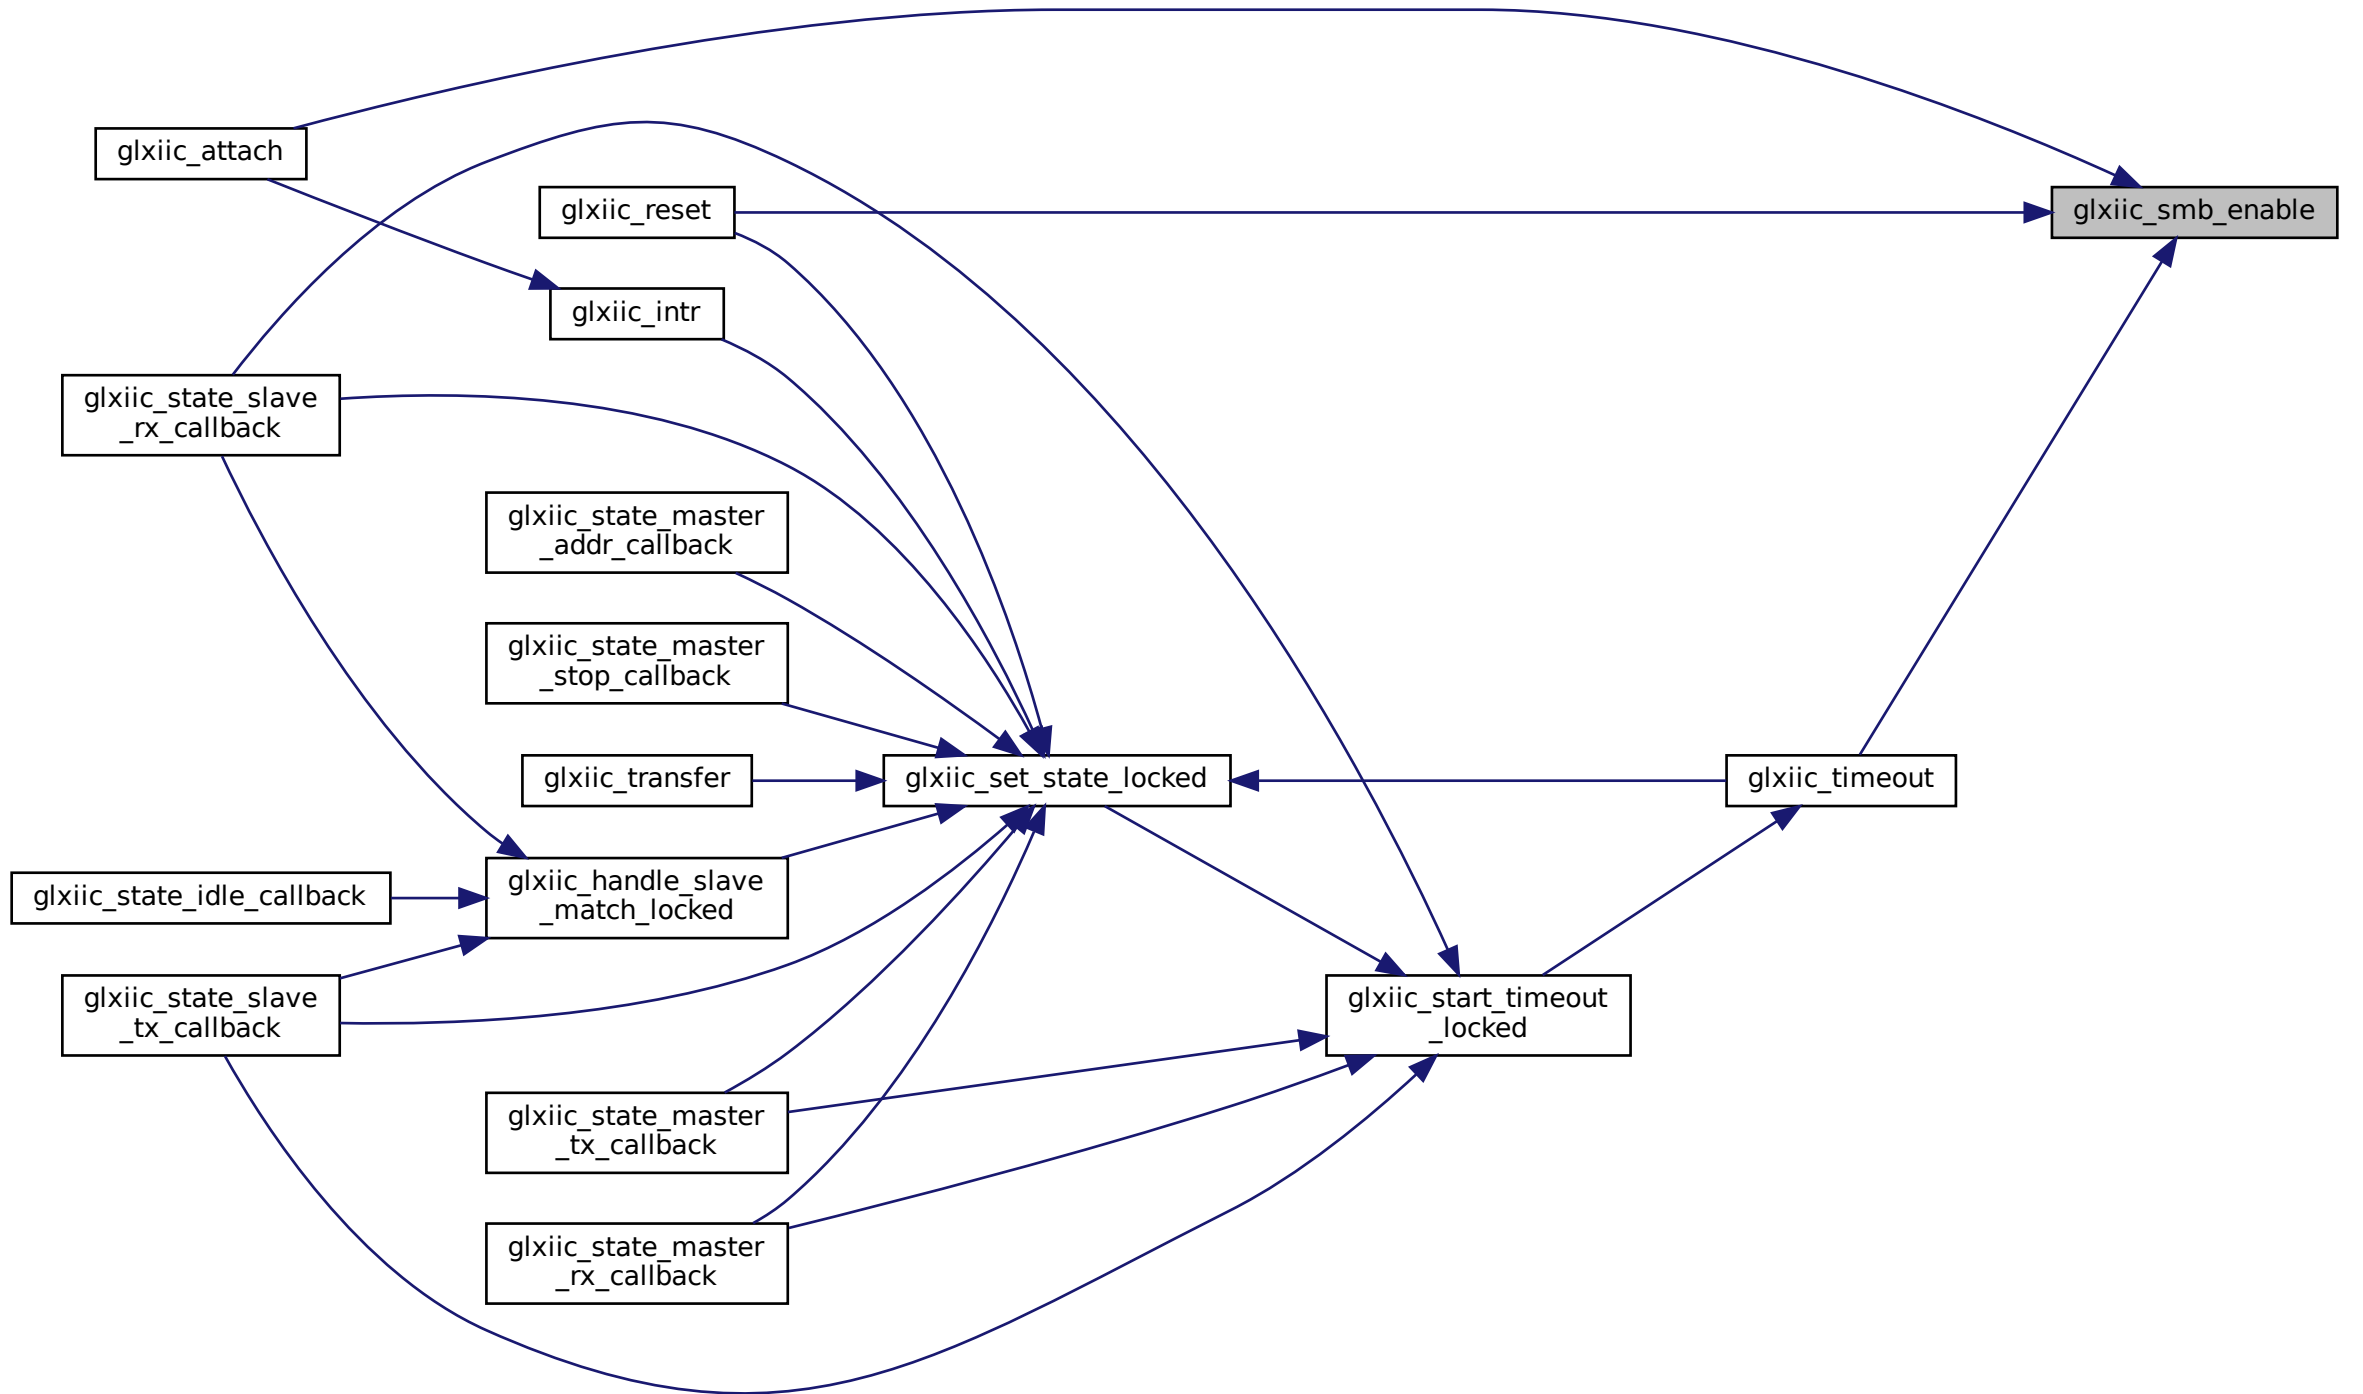 glxiic_attach
glxiic_reset
glxiic_smb_enable
glxiic_intr
glxiic_state_slave
_rx_callback
glxiic_state_master
_addr_callback
glxiic_state_master
_stop_callback
glxiic_transfer
glxiic_set_state_locked
glxiic_timeout
glxiic_state_idle_callback
glxiic_handle_slave
_match_locked
glxiic_state_slave
_tx_callback
glxiic_start_timeout
_locked
glxiic_state_master
_tx_callback
glxiic_state_master
_rx_callback